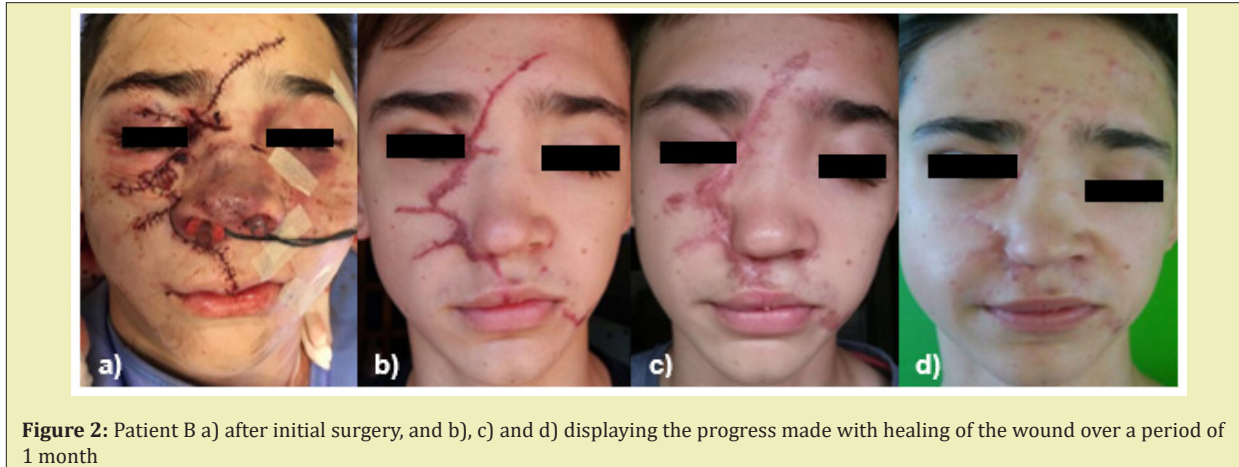 a)
b)
c)
d)
Figure 2: Patient B a) after initial surgery, and b), c) and d) displaying the progress made with healing of the wound over a period of
1 month